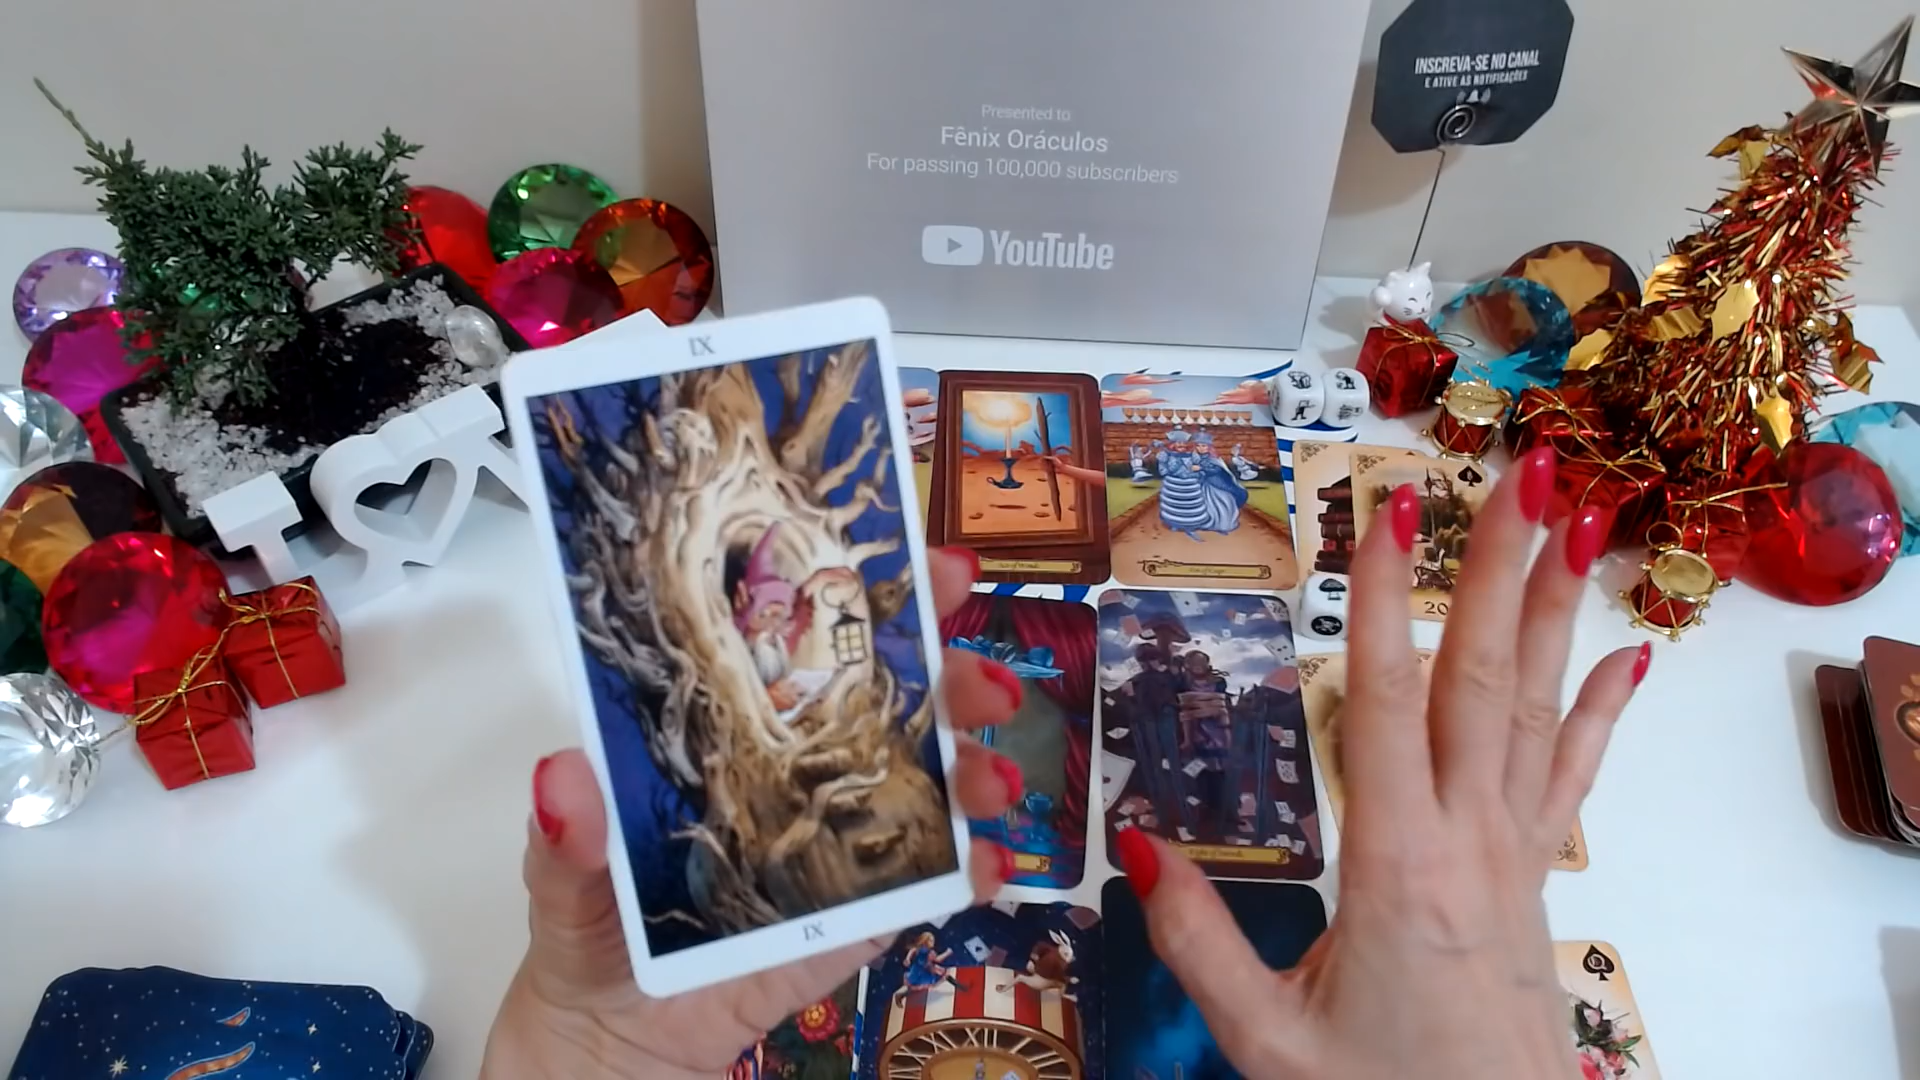 INSCREVA-SE NO CANAL
E ATIVE AS NOTIFICAÇÕES
Presented to
Fênix Oráculos
For passing 100,000 subscribers
YouTube
IX
IX
20
Q